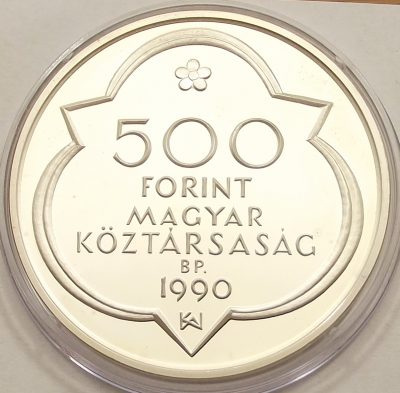 500
FORINT
MAGYAR
KÖZTÁRSASÁG
BP.
1990